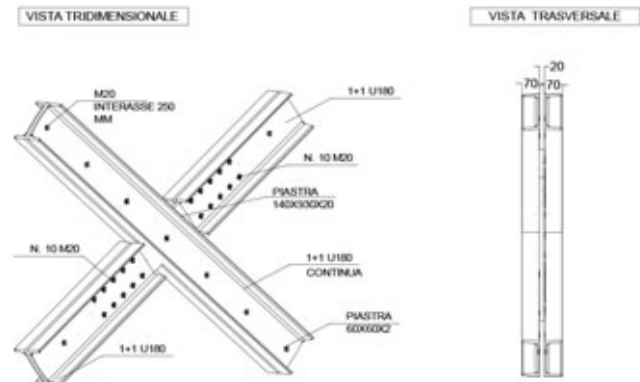 VISTA TRIDIMENSIONALE
VISTA TRASVERSALE
M20
INTERASSE 250
MM
1+1 U180
N. 10 M20
PIASTRA
140X930X20
N. 10 M20
1+1 U180
CONTINUA
PIASTRA
60X60X2
1+1 U180
20
70
70